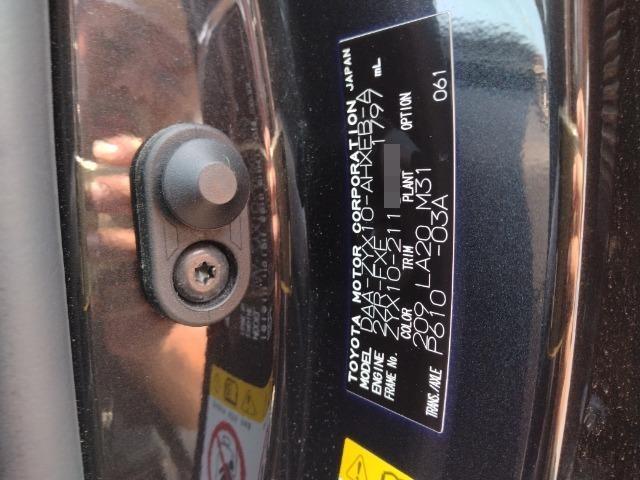 TOYOTA MOTOR CORPORATION JAPAN
MODEL DAA-ZYX10-AHXEB-A
ENGINE 2ZR-FXE 1797 mL
FRAME No. ZYX10-211
COLOR TRIM PLANT OPTION
209 LA20 M31 061
TRANS./AXLE P610 -03A